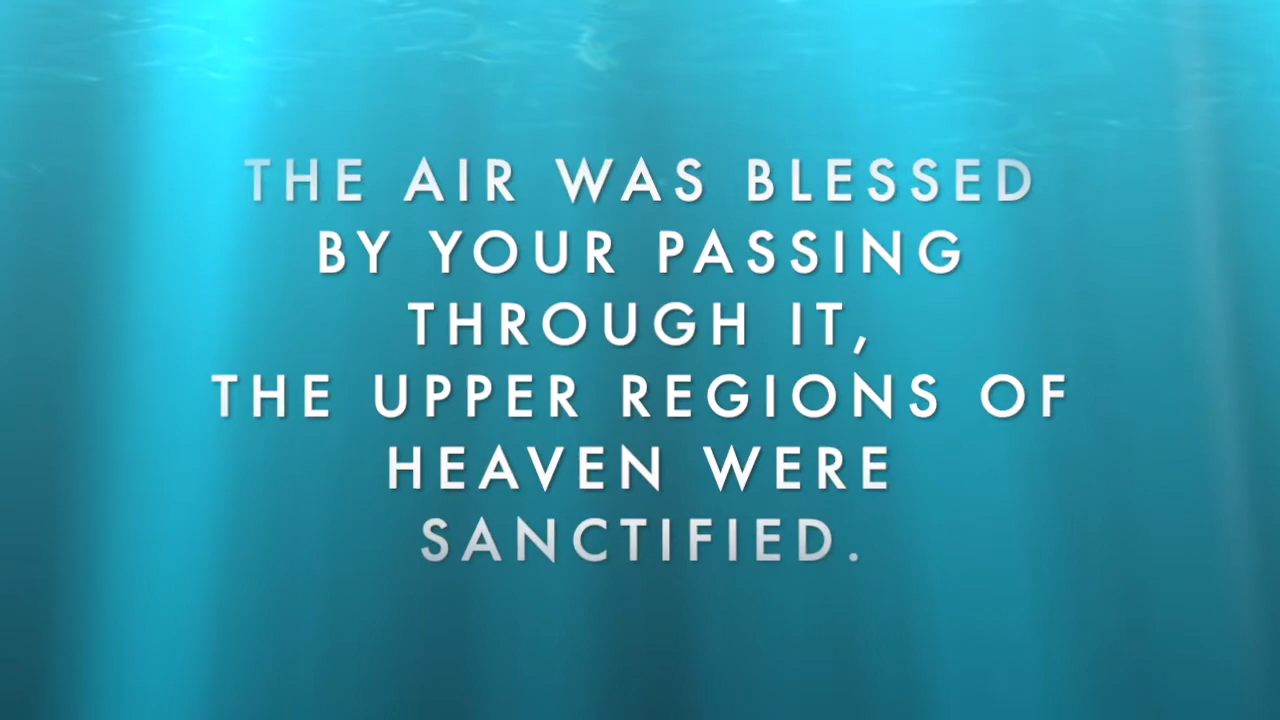 THE AIR WAS BLESSED
BY YOUR PASSING
THROUGH IT,
THE UPPER REGIONS OF
HEAVEN WERE
SANCTIFIED.